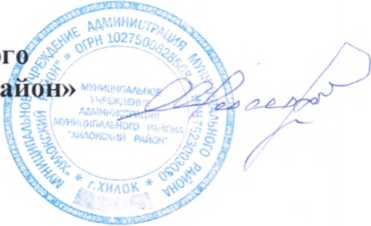 ого
айон»
МУНИЦИПАЛЬНОЕ УЧРЕЖДЕНИЕ АДМИНИСТРАЦИЯ МУНИЦИПАЛЬНОГО РАЙОНА
"ХИЛОКСКИЙ РАЙОН" * ОГРН
МУНИЦИПАЛЬНОЕ
УЧРЕЖДЕНИЕ
АДМИНИСТРАЦИЯ
МУНИЦИПАЛЬНОГО РАЙОНА
"ХИЛОКСКИЙ РАЙОН"
* г.ХИЛОК *